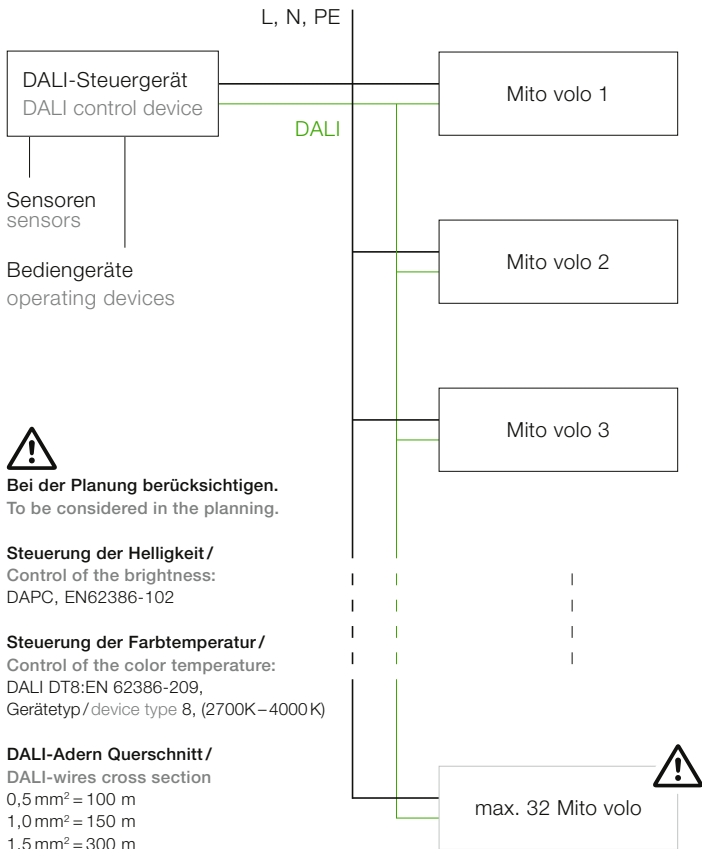 L, N, PE
DALI-Steuergerät
DALI control device
DALI
Mito volo 1
Sensoren
sensors
Bediengeräte
operating devices
Mito volo 2
Mito volo 3
Bei der Planung berücksichtigen.
To be considered in the planning.
Steuerung der Helligkeit/
Control of the brightness:
DAPC, EN62386-102
Steuerung der Farbtemperatur/
Control of the color temperature:
DALI DT8:EN 62386-209,
Gerätetyp/device type 8, (2700K–4000K)
DALI-Adern Querschnitt/
DALI-wires cross section
0,5 mm² = 100 m
1,0 mm² = 150 m
1,5 mm² = 300 m
max. 32 Mito volo